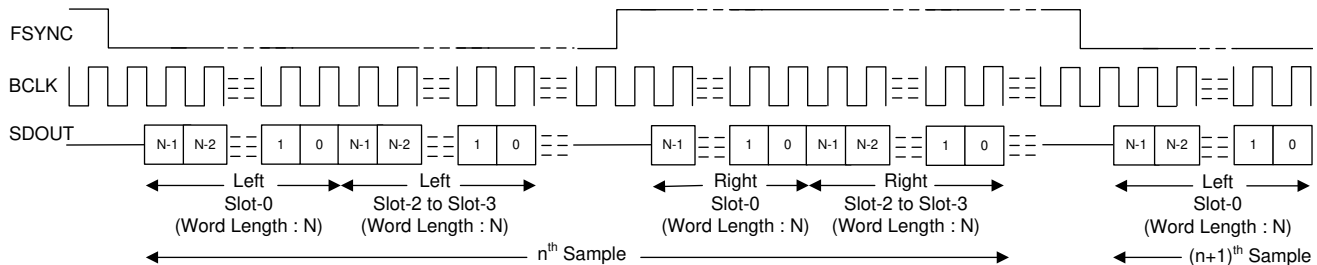 FSYNC
BCLK
SDOUT N-1 N-2 1 0 N-1 N-2 1 0 N-1 1 0 N-1 N-2 1 0 N-1 N-2 1 0
Left Left Right Right Left
Slot-0 Slot-2 to Slot-3 Slot-0 Slot-2 to Slot-3 Slot-0
(Word Length : N) (Word Length : N) (Word Length : N) (Word Length : N) (Word Length : N)
nth Sample (n+1)th Sample